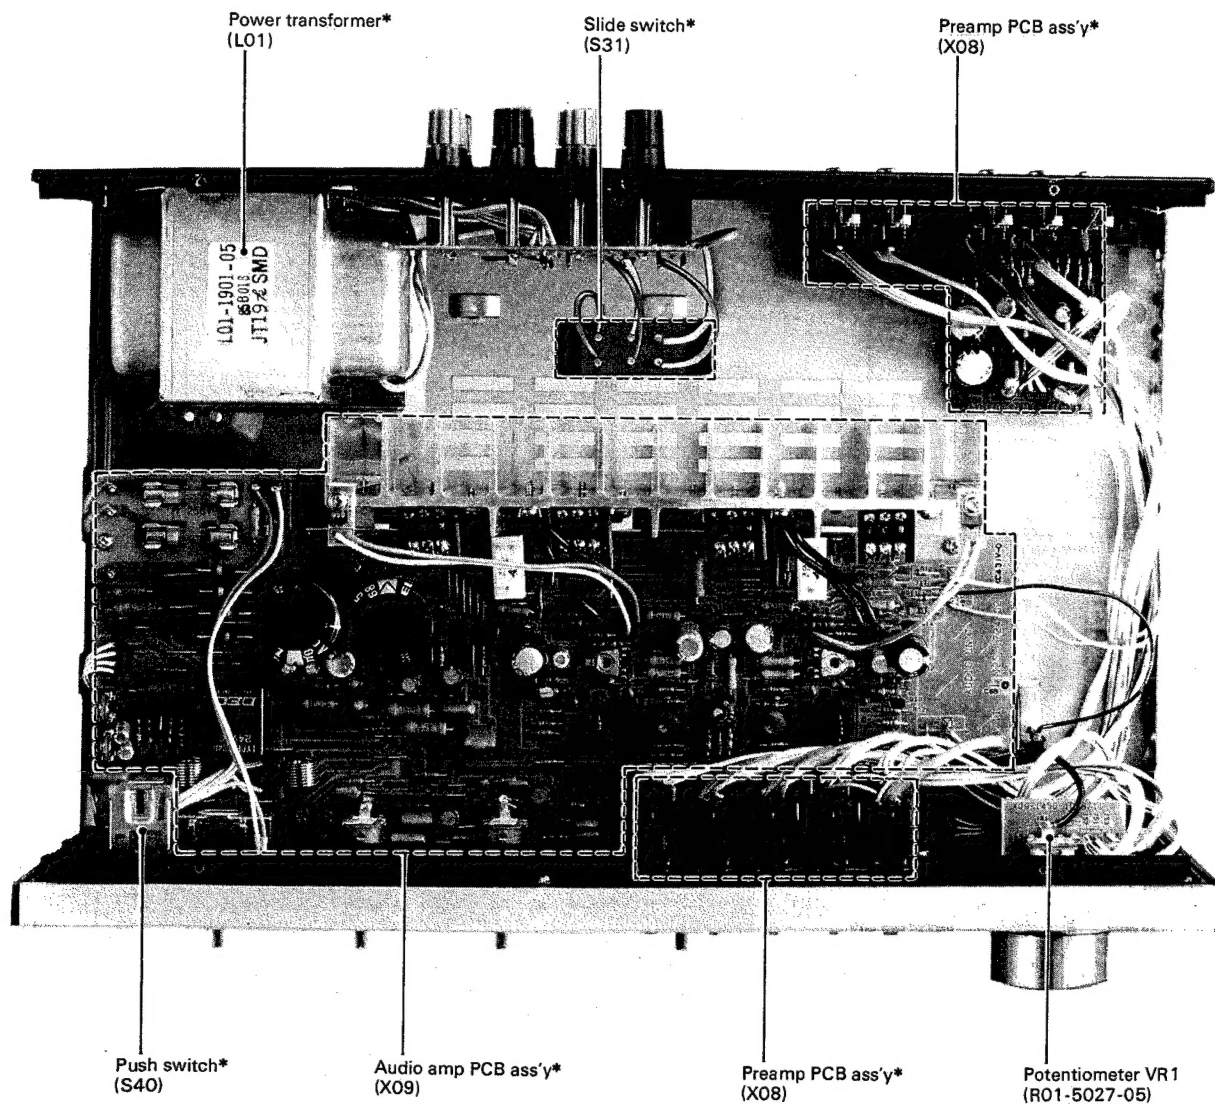 Power transformer*
(L01)
Slide switch*
(S31)
Preamp PCB ass'y*
(X08)
L01-1901-05
JT19 SMD
Push switch*
(S40)
Audio amp PCB ass'y*
(X09)
Preamp PCB ass'y*
(X08)
Potentiometer VR1
(R01-5027-05)